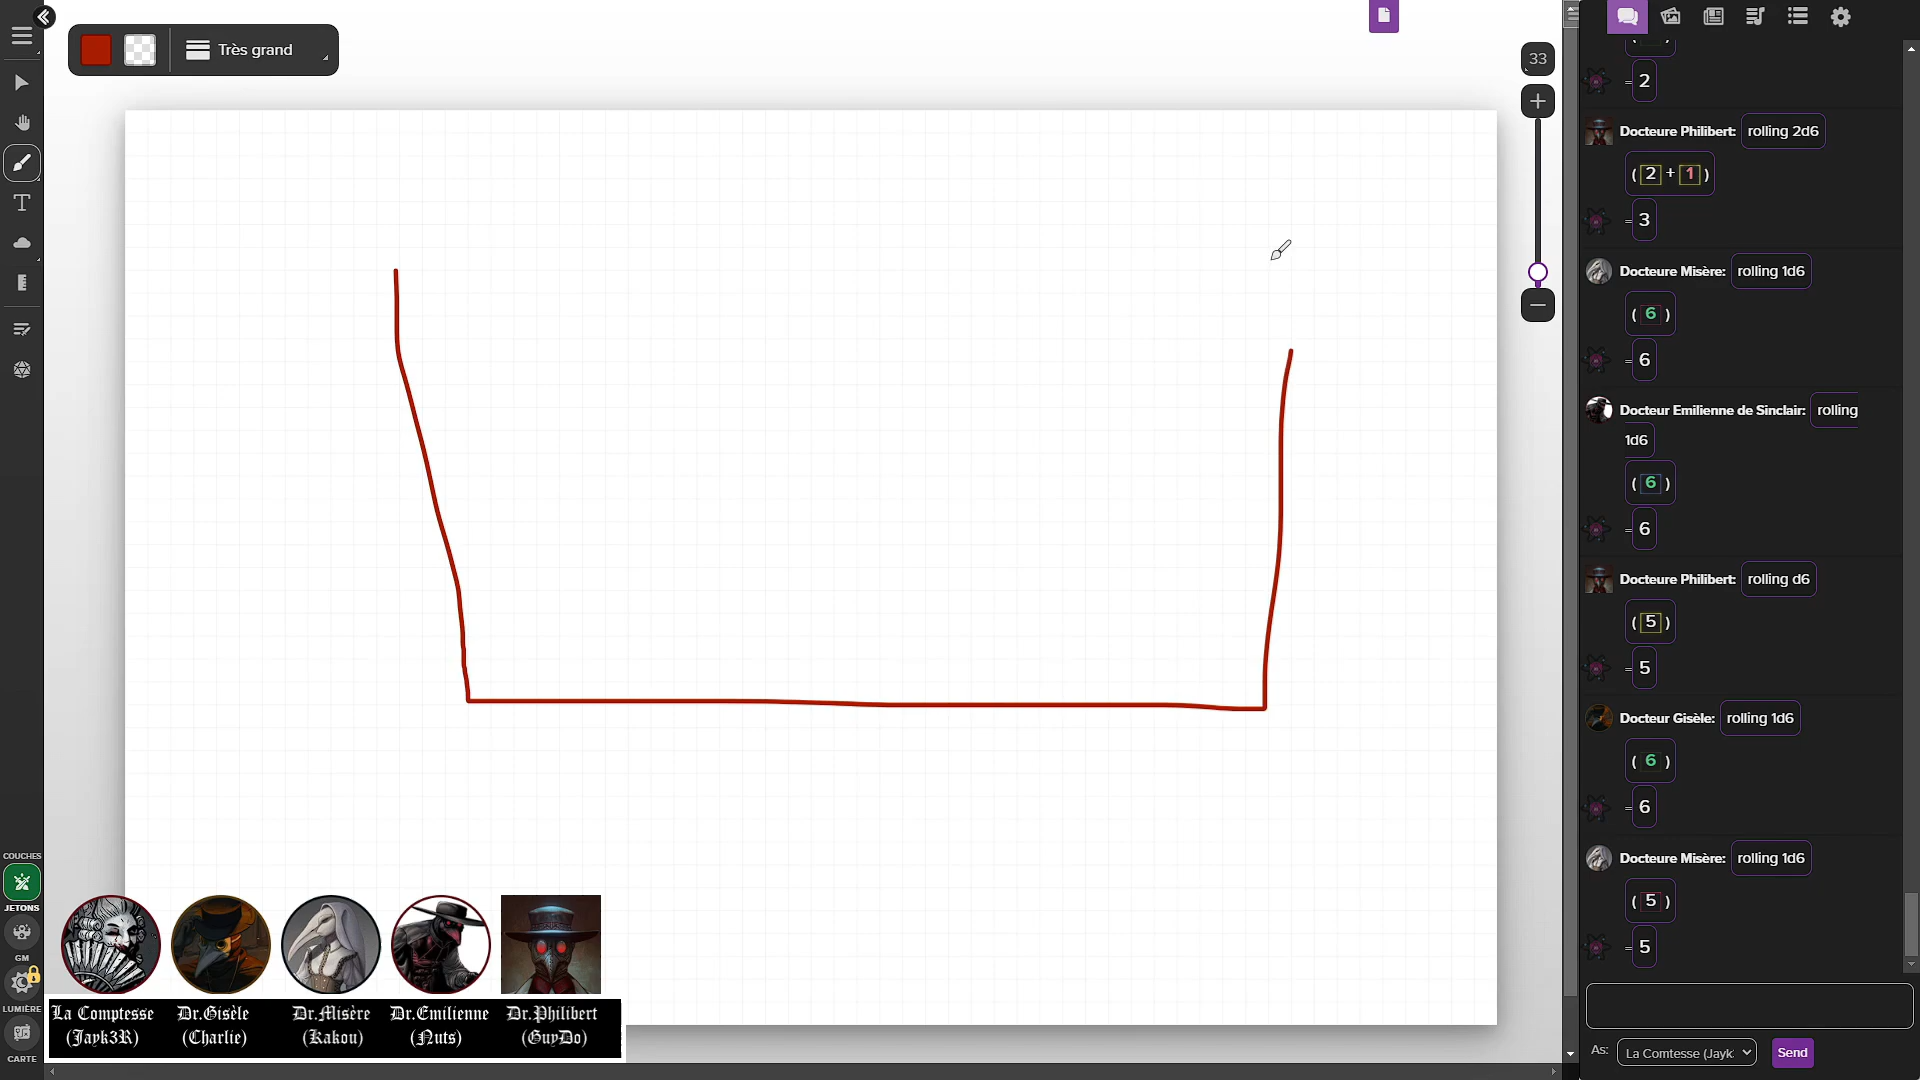 Très grand
33
COUCHES
JETONS
GM
LUMIÈRE
CARTE
La Comptesse
(Jayk3R)
Dr.Gisèle
(Charlie)
Dr.Misère
(Kakou)
Dr.Emilienne
(Nuts)
Dr.Philibert
(GuyDo)
=2
Docteure Philibert: rolling 2d6
(2+1)
=3
Docteure Misère: rolling 1d6
(6)
=6
Docteur Emilienne de Sinclair: rolling
1d6
(6)
=6
Docteure Philibert: rolling d6
(5)
=5
Docteur Gisèle: rolling 1d6
(6)
=6
Docteure Misère: rolling 1d6
(5)
=5
As: La Comtesse (Jayk Send